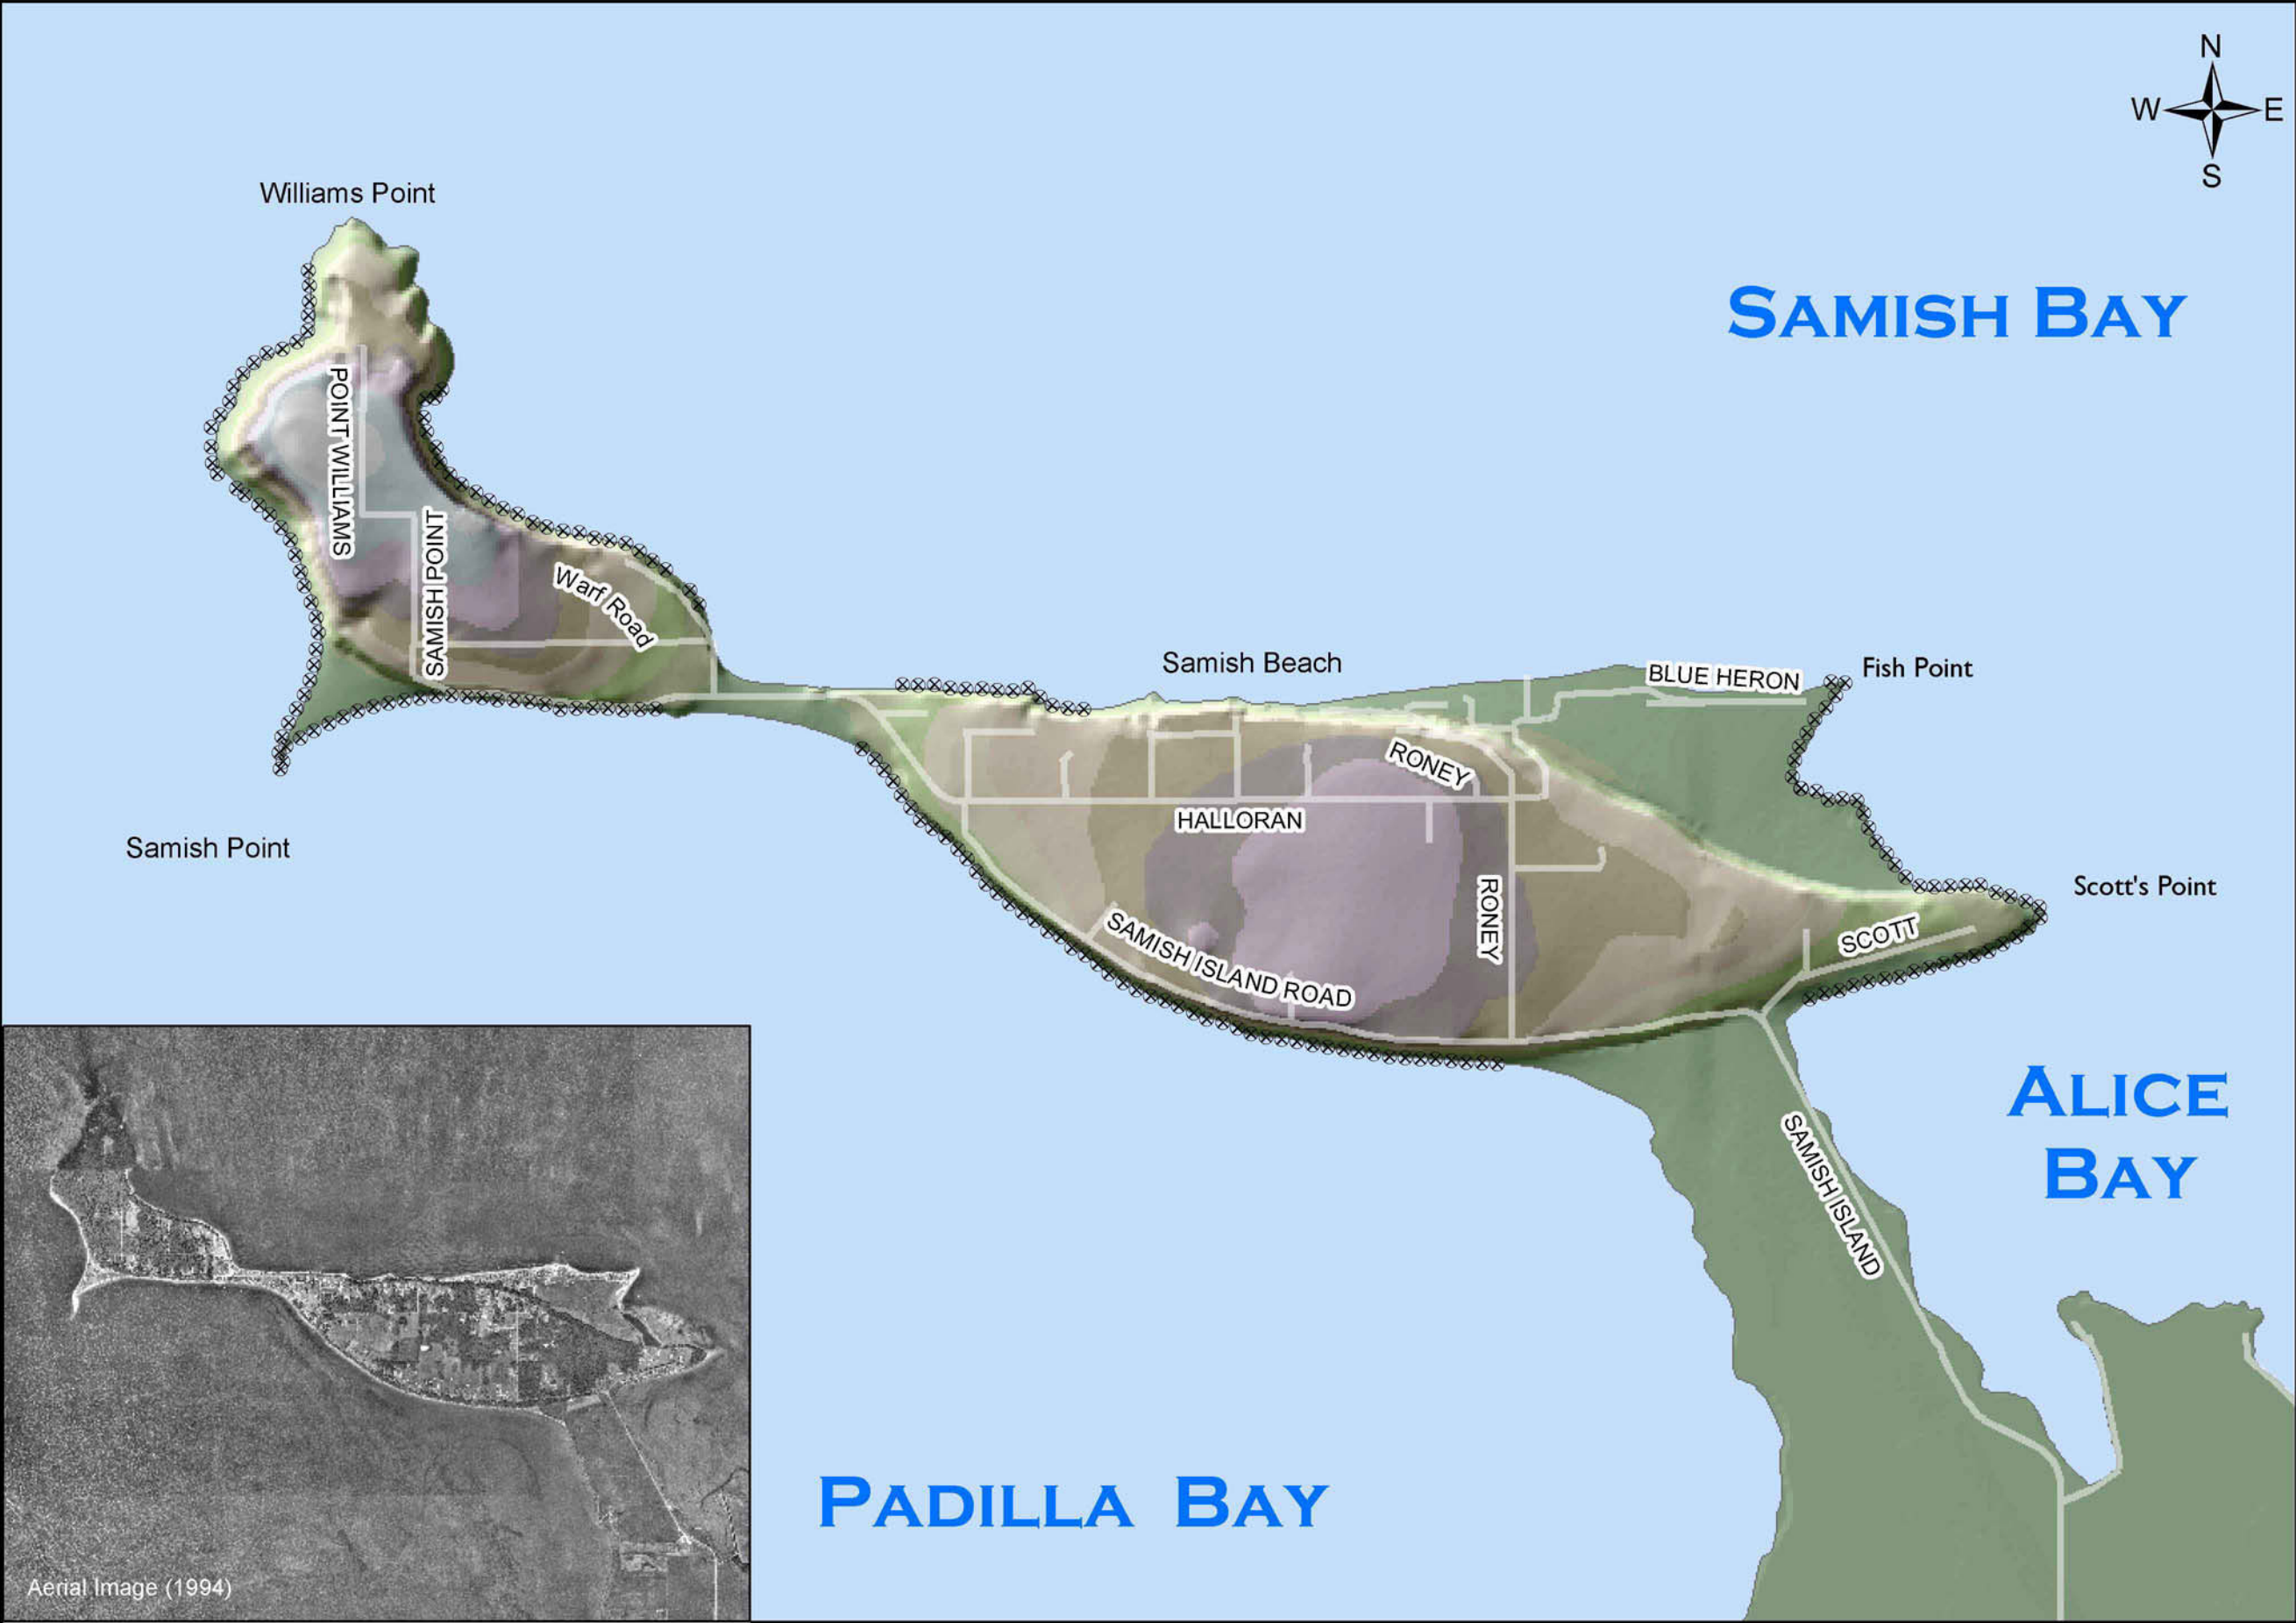 N
W E
S
Williams Point
SAMISH BAY
POINT WILLIAMS
SAMISH POINT
Warf Road
Samish Beach
BLUE HERON
Fish Point
RONEY
HALLORAN
Samish Point
RONEY
Scott's Point
SCOTT
SAMISH ISLAND ROAD
ALICE
BAY
SAMISH ISLAND
PADILLA BAY
Aerial Image (1994)